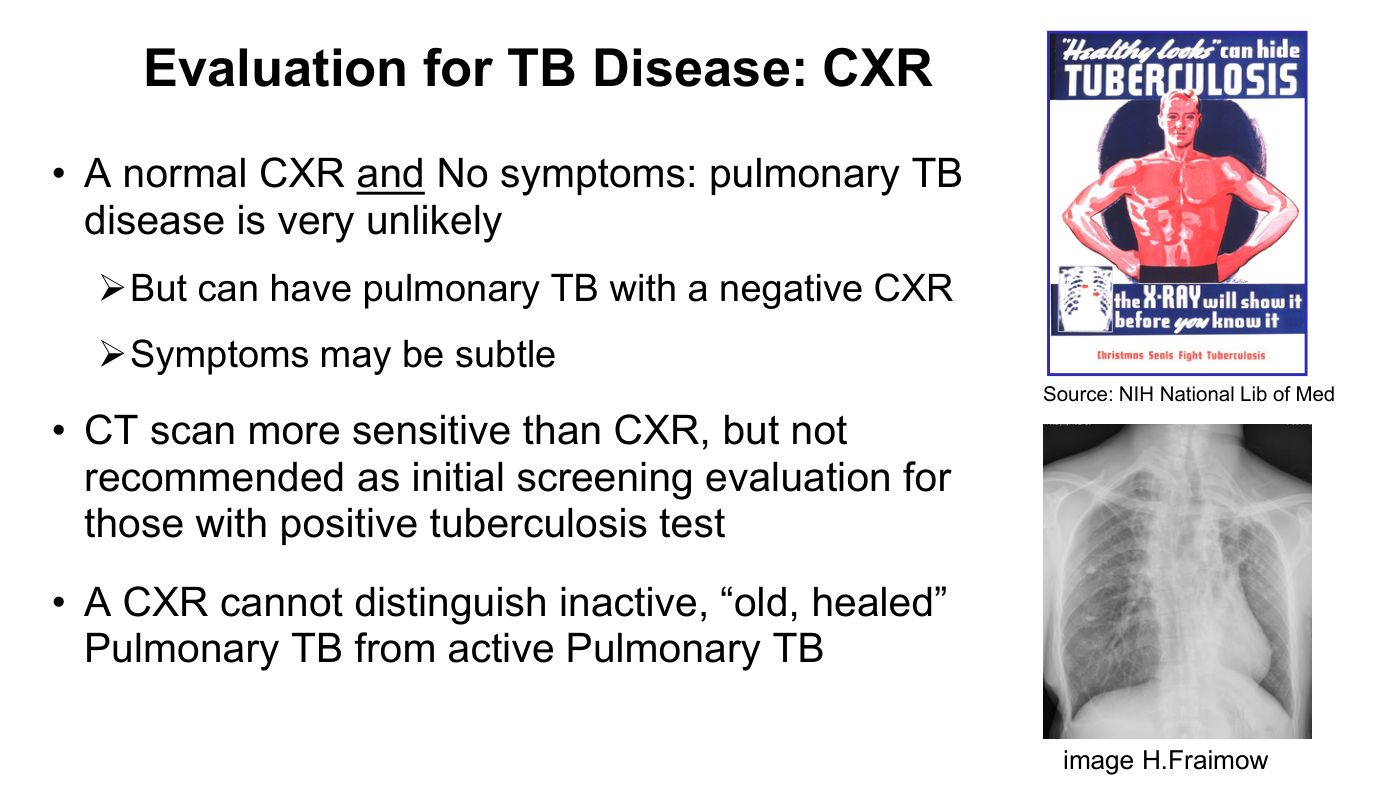 Evaluation for TB Disease: CXR
• A normal CXR and No symptoms: pulmonary TB
disease is very unlikely
➢But can have pulmonary TB with a negative CXR
➢Symptoms may be subtle
• CT scan more sensitive than CXR, but not
recommended as initial screening evaluation for
those with positive tuberculosis test
• A CXR cannot distinguish inactive, “old, healed”
Pulmonary TB from active Pulmonary TB
"Healthy looks" can hide
TUBERCULOSIS
the X-RAY will show it
before you know it
Christmas Seals Fight Tuberculosis
Source: NIH National Lib of Med
image H.Fraimow